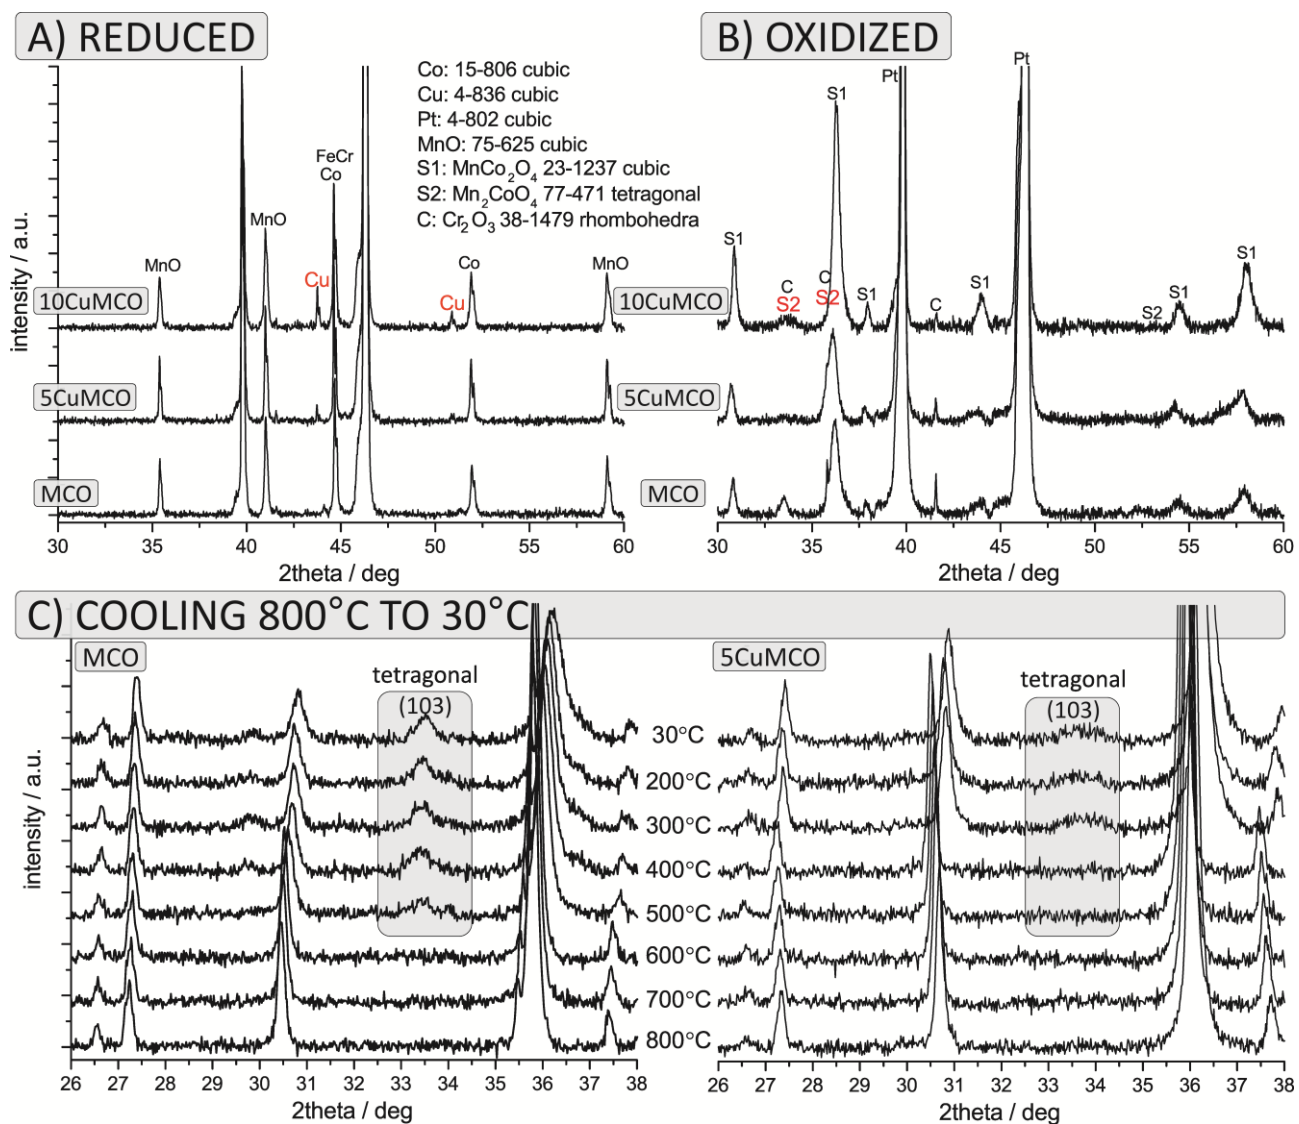 A) REDUCED
intensity / a.u.
MnO
MnO
Cu
FeCr
Co
Cu
Co
MnO
Co: 15-806 cubic
Cu: 4-836 cubic
Pt: 4-802 cubic
MnO: 75-625 cubic
S1: MnCo2O4 23-1237 cubic
S2: Mn2CoO4 77-471 tetragonal
C: Cr2O3 38-1479 rhombohedra
10CuMCO
5CuMCO
MCO
30 35 40 45 50 55 60
2theta / deg
B) OXIDIZED
S1
C
S2
S1
C
S2
S1
Pt
C
S1
Pt
S2
S1
S1
10CuMCO
5CuMCO
MCO
30 35 40 45 50 55 60
2theta / deg
C) COOLING 800°C TO 30°C
MCO
intensity / a.u.
tetragonal
(103)
26 27 28 29 30 31 32 33 34 35 36 37 38
2theta / deg
30°C
200°C
300°C
400°C
500°C
600°C
700°C
800°C
5CuMCO
tetragonal
(103)
26 27 28 29 30 31 32 33 34 35 36 37 38
2theta / deg